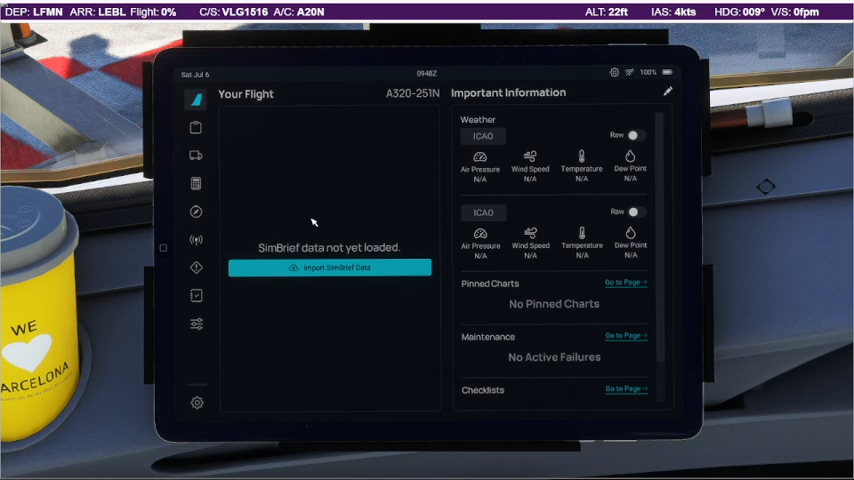 DEP: LFMN ARR: LEBL Flight: 0% C/S: VLG1516 A/C: A20N ALT: 22ft IAS: 4kts HDG: 009° V/S: 0fpm
Sat Jul 6 0948Z 100%
Your Flight A320-251N
SimBrief data not yet loaded.
Import SimBrief Data
Important Information
Weather
ICAO Raw
Air Pressure Wind Speed Temperature Dew Point
N/A N/A N/A N/A
ICAO Raw
Air Pressure Wind Speed Temperature Dew Point
N/A N/A N/A N/A
Pinned Charts Go to Page →
No Pinned Charts
Maintenance Go to Page →
No Active Failures
Checklists Go to Page →
WE
ARCELONA